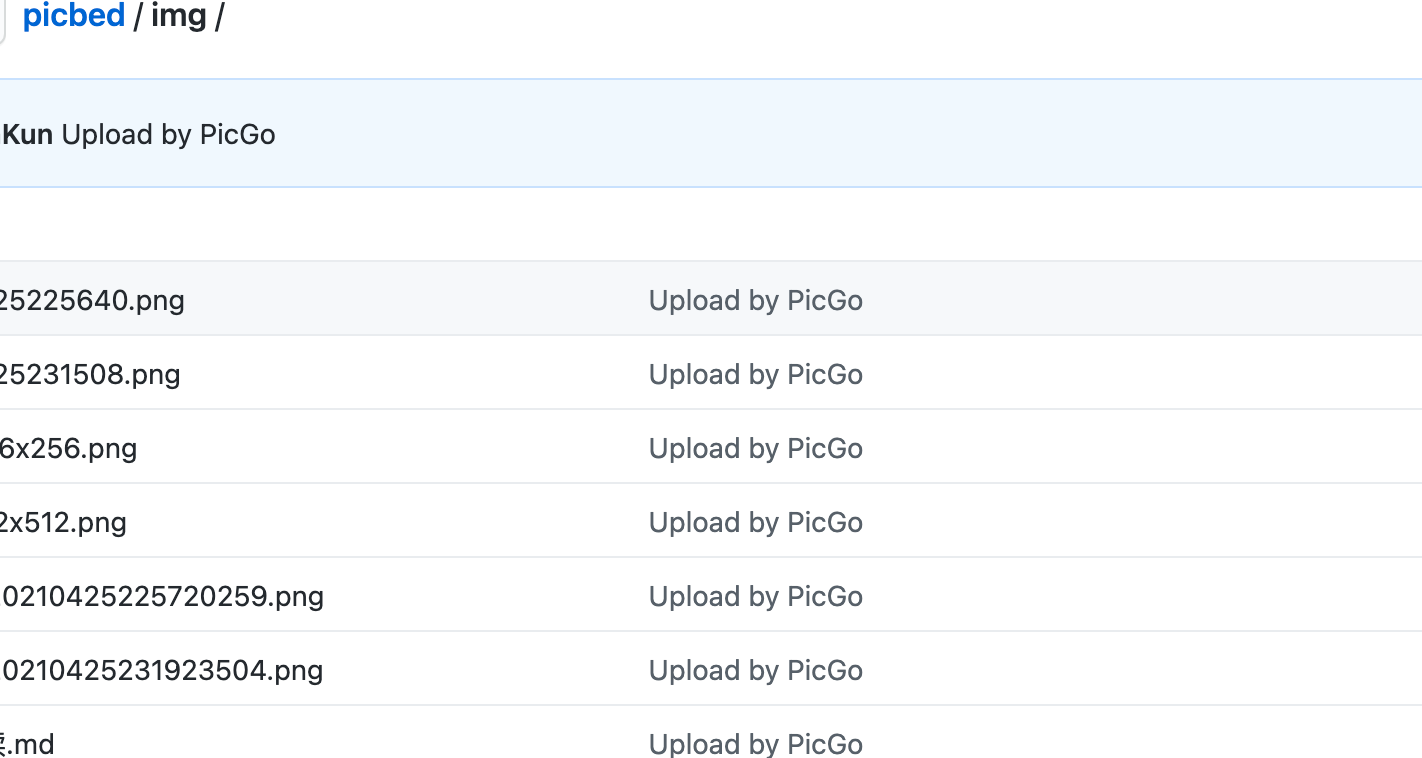 picbed / img /
Kun Upload by PicGo
25225640.png Upload by PicGo
25231508.png Upload by PicGo
6x256.png Upload by PicGo
2x512.png Upload by PicGo
0210425225720259.png Upload by PicGo
0210425231923504.png Upload by PicGo
.md Upload by PicGo